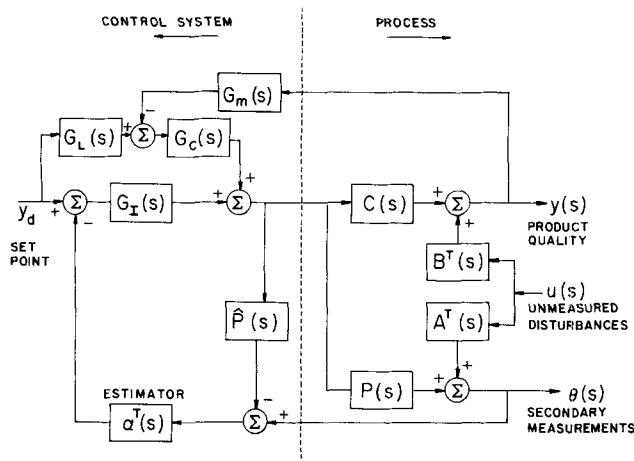 CONTROL SYSTEM
PROCESS
G_m(s)
−
G_L(s)
+
Σ
G_C(s)
+
y_d
+
Σ
−
G_I(s)
+
Σ
C(s)
+
Σ
+
y(s)
PRODUCT
QUALITY
SET
POINT
B^T(s)
u(s)
UNMEASURED
DISTURBANCES
P̂(s)
A^T(s)
ESTIMATOR
α^T(s)
−
Σ
+
P(s)
+
+
Σ
θ(s)
SECONDARY
MEASUREMENTS